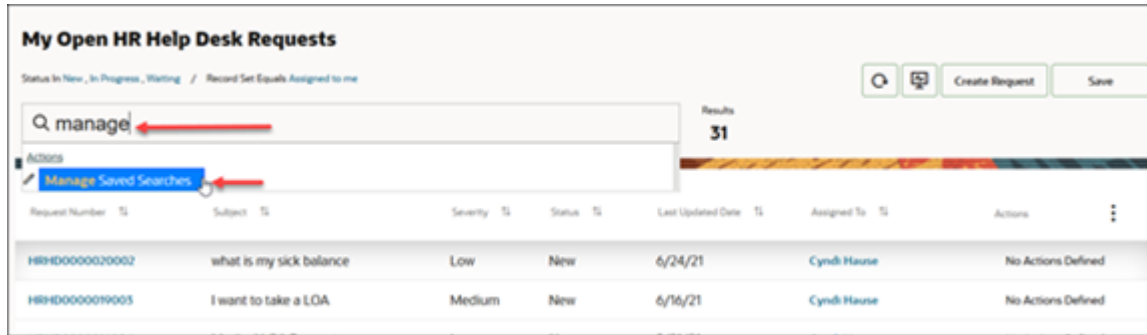 My Open HR Help Desk Requests
Status In New , In Progress , Waiting / Record Set Equals Assigned to me
Create Request Save
manage
Results
31
Actions
Manage Saved Searches
Request Number Subject Severity Status Last Updated Date Assigned To Actions
HRHD0000020002 what is my sick balance Low New 6/24/21 Cyndi Hause No Actions Defined
HRHD0000019003 I want to take a LOA Medium New 6/16/21 Cyndi Hause No Actions Defined